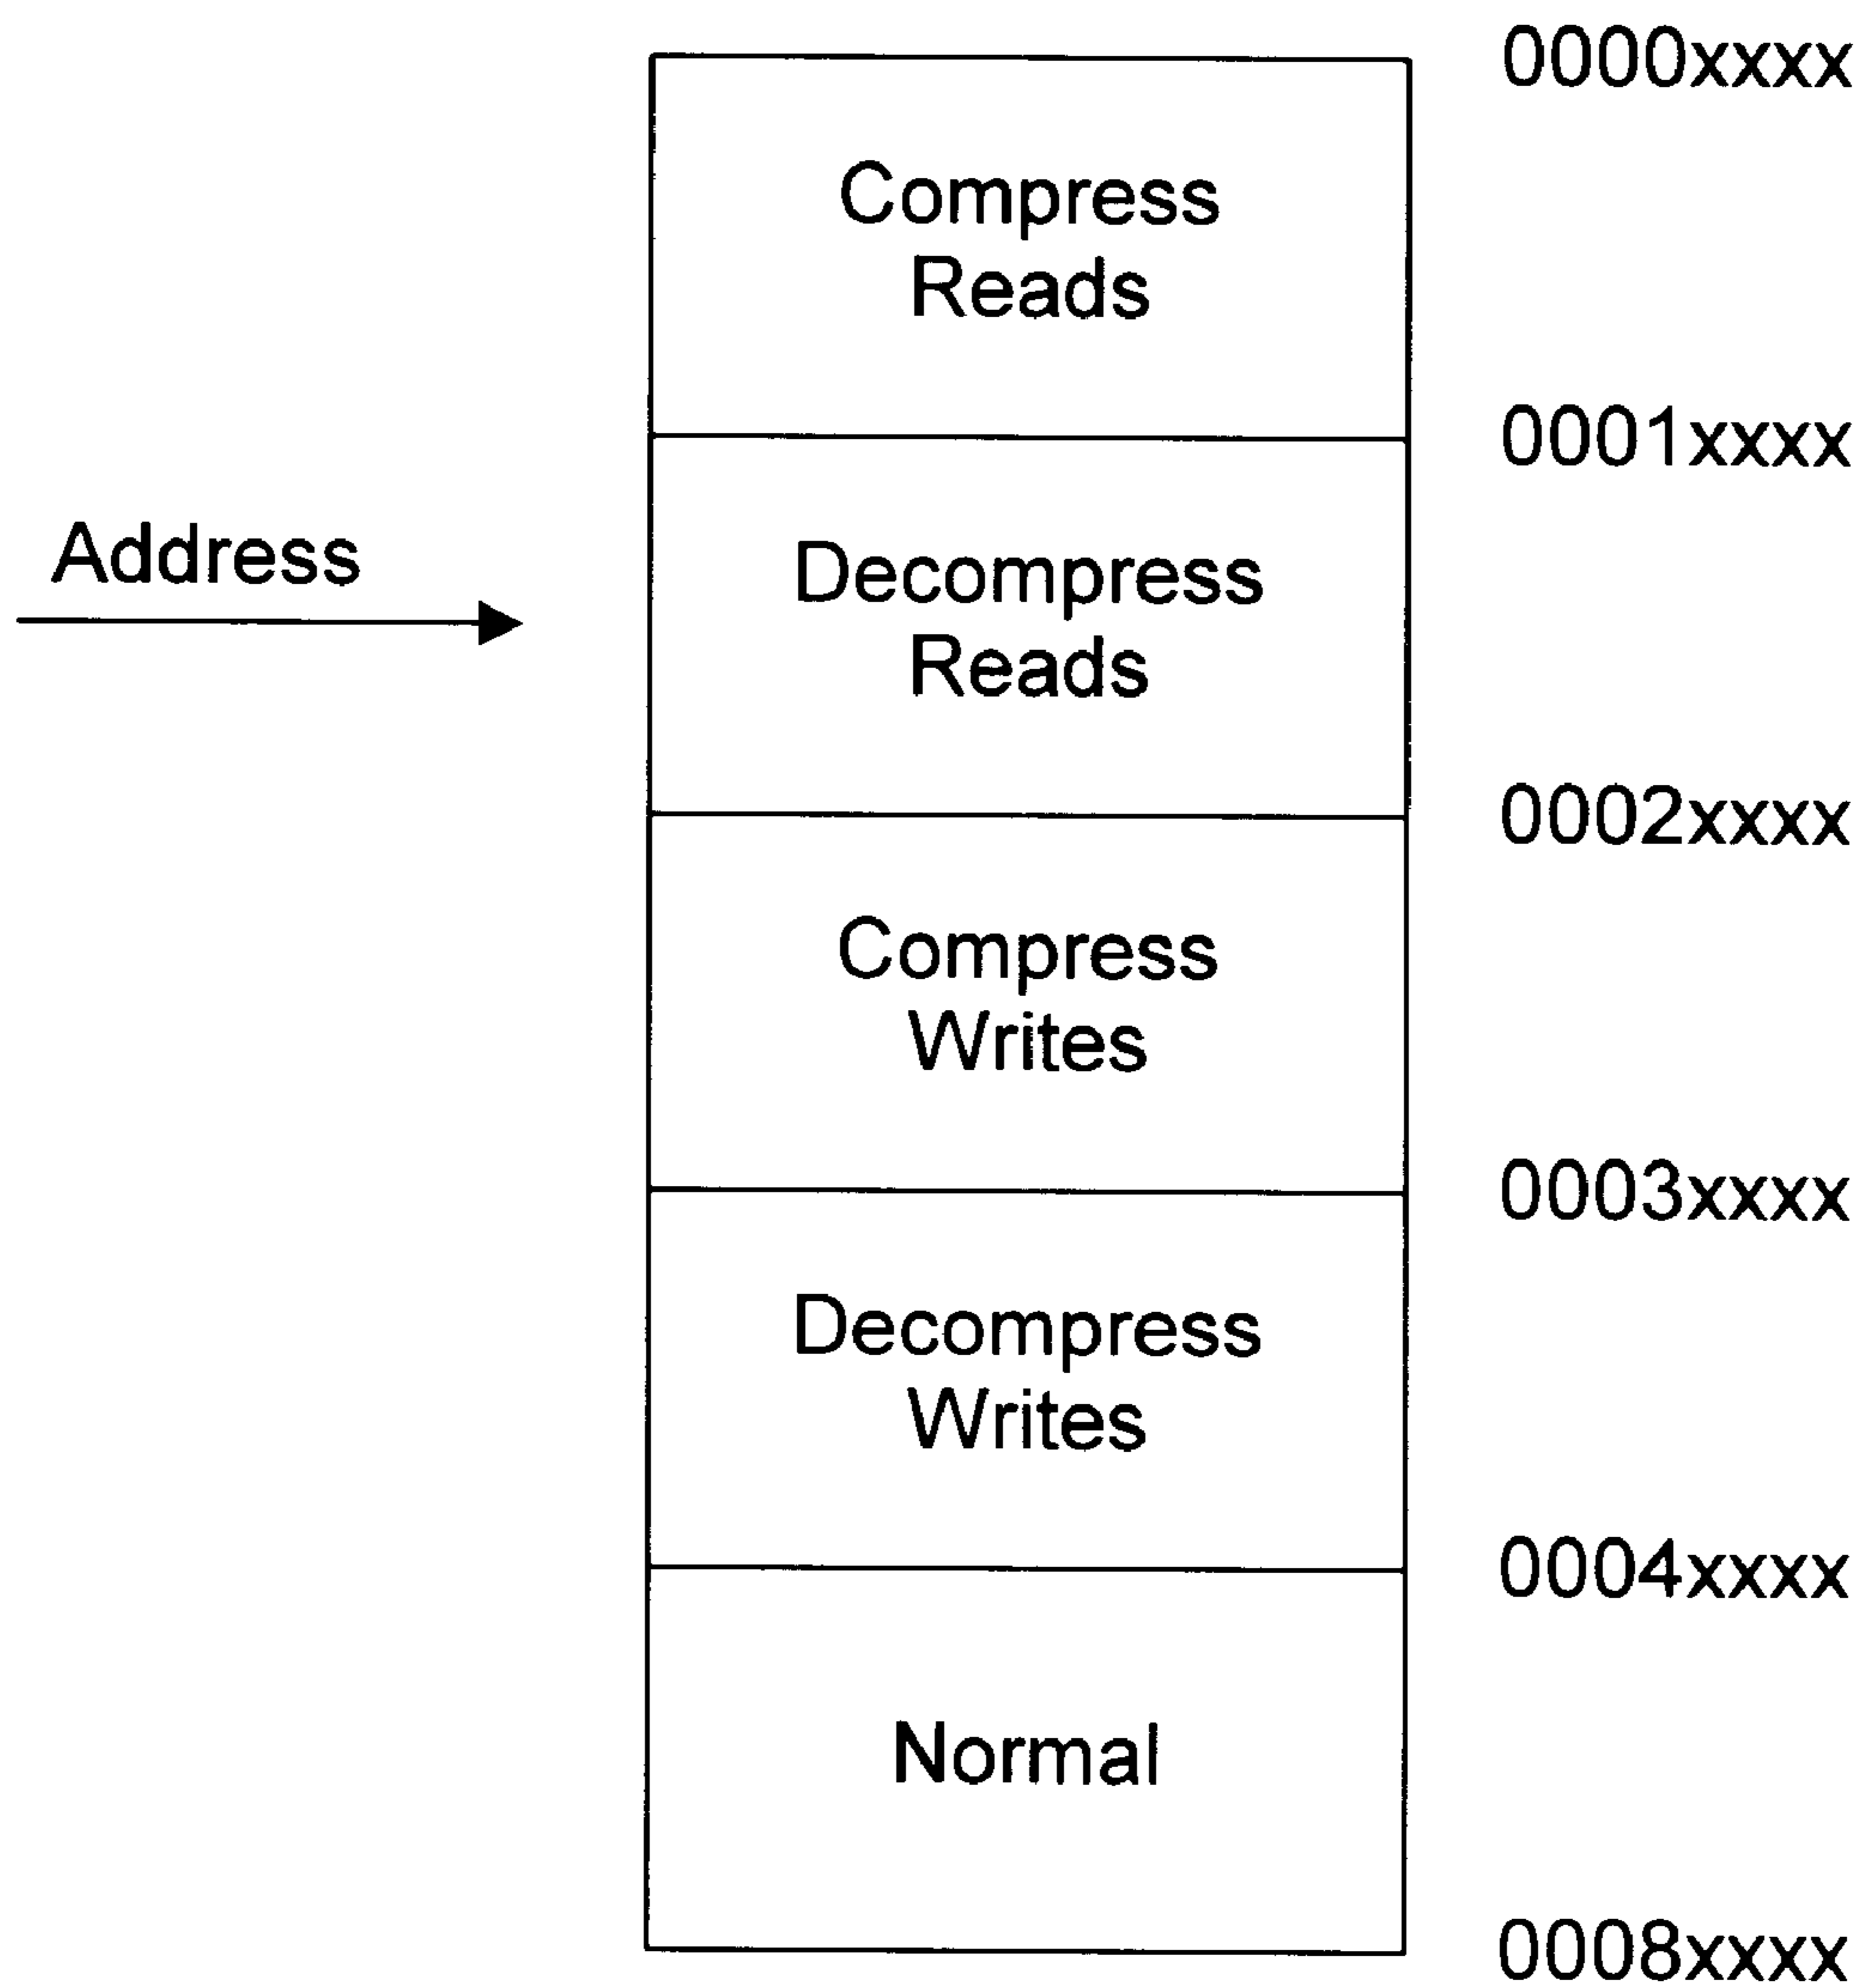 0000xxxx
Compress
Reads
0001xxxx
Address
Decompress
Reads
0002xxxx
Compress
Writes
0003xxxx
Decompress
Writes
0004xxxx
Normal
0008xxxx